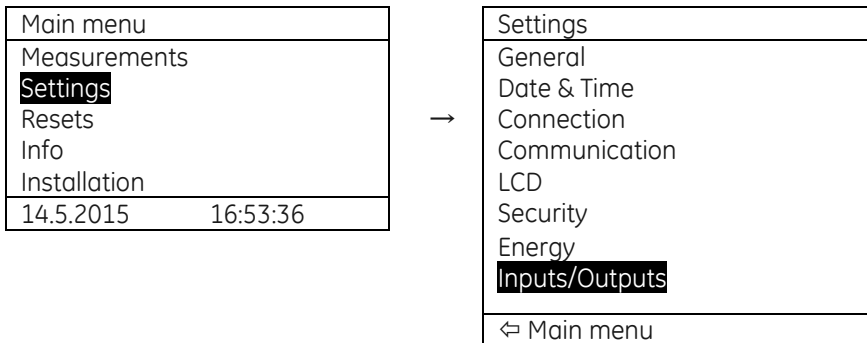 Main menu
Measurements
Settings
Resets
Info
Installation
14.5.2015 16:53:36
→
Settings
General
Date & Time
Connection
Communication
LCD
Security
Energy
Inputs/Outputs
⇦ Main menu